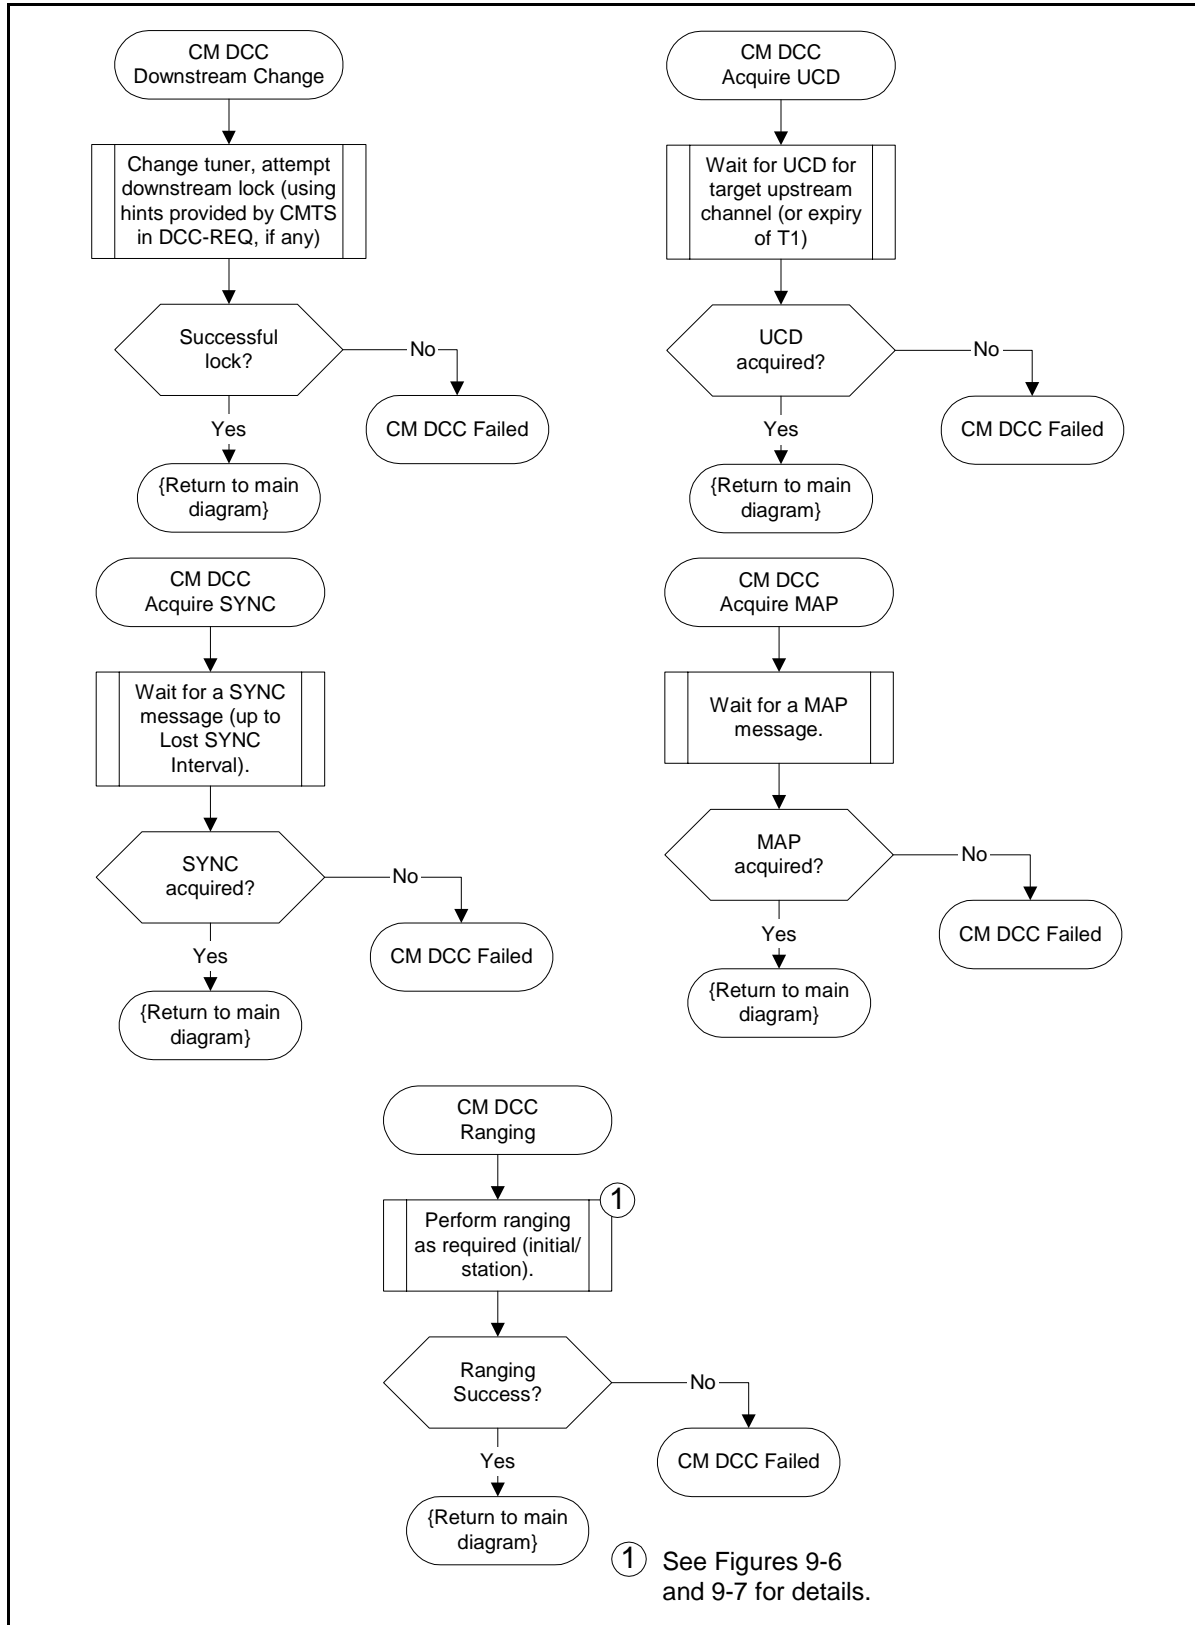 CM DCC
Downstream Change
Change tuner, attempt
downstream lock (using
hints provided by CMTS
in DCC-REQ, if any)
Successful
lock?
No
CM DCC Failed
Yes
{Return to main
diagram}
CM DCC
Acquire UCD
Wait for UCD for
target upstream
channel (or expiry
of T1)
UCD
acquired?
No
CM DCC Failed
Yes
{Return to main
diagram}
CM DCC
Acquire SYNC
Wait for a SYNC
message (up to
Lost SYNC
Interval).
SYNC
acquired?
No
CM DCC Failed
Yes
{Return to main
diagram}
CM DCC
Acquire MAP
Wait for a MAP
message.
MAP
acquired?
No
CM DCC Failed
Yes
{Return to main
diagram}
CM DCC
Ranging
1
Perform ranging
as required (initial/
station).
Ranging
Success?
No
CM DCC Failed
Yes
{Return to main
diagram}
1 See Figures 9-6
and 9-7 for details.